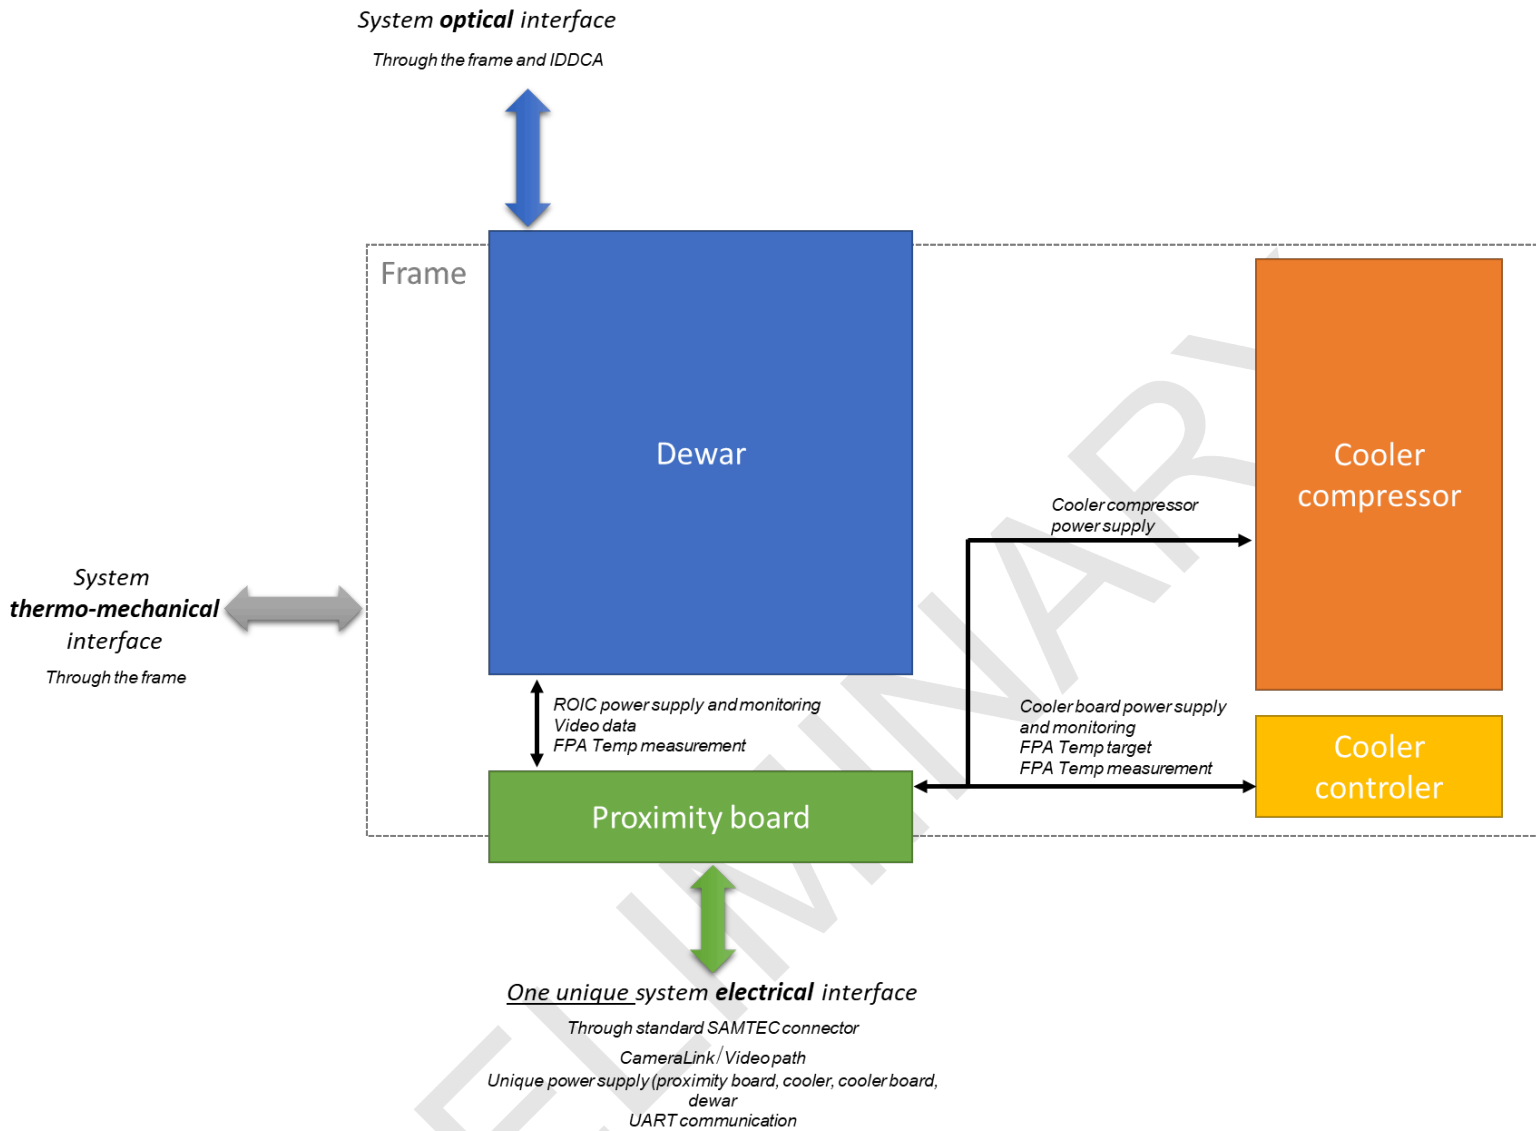 System optical interface
Through the frame and IDDCA
Frame
Dewar
Cooler
compressor
Cooler compressor
power supply
System
thermo-mechanical
interface
Through the frame
ROIC power supply and monitoring
Video data
FPA Temp measurement
Cooler board power supply
and monitoring
FPA Temp target
FPA Temp measurement
Cooler
controler
Proximity board
One unique system electrical interface
Through standard SAMTEC connector
CameraLink/Video path
Unique power supply (proximity board, cooler, cooler board,
dewar
UART communication
ELIMINARY